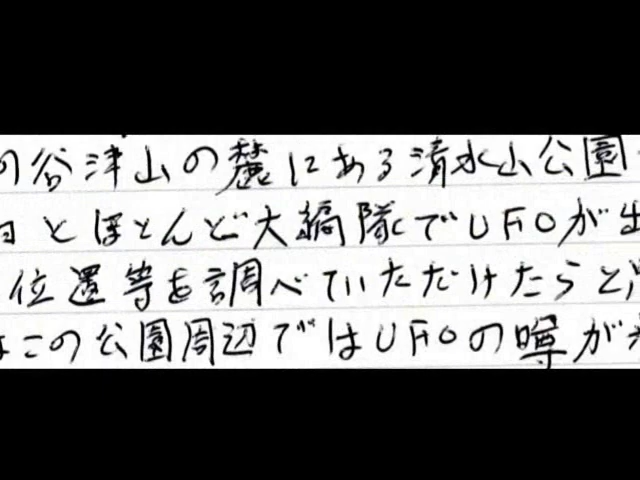 の谷津山の麓にある清水山公園
日とほとんど大編隊でUFOが出
位置等を調べていただけたらと
はこの公園周辺ではUFOの噂が